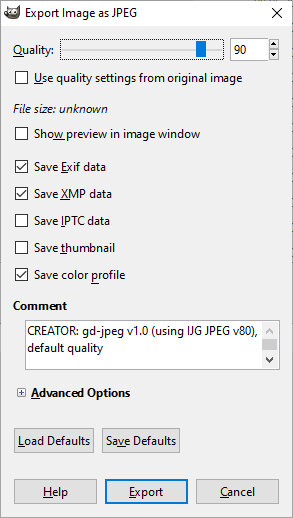 Export Image as JPEG
Quality: 90
Use quality settings from original image
File size: unknown
Show preview in image window
Save Exif data
Save XMP data
Save IPTC data
Save thumbnail
Save color profile
Comment
CREATOR: gd-jpeg v1.0 (using IJG JPEG v80),
default quality
Advanced Options
Load Defaults Save Defaults
Help Export Cancel